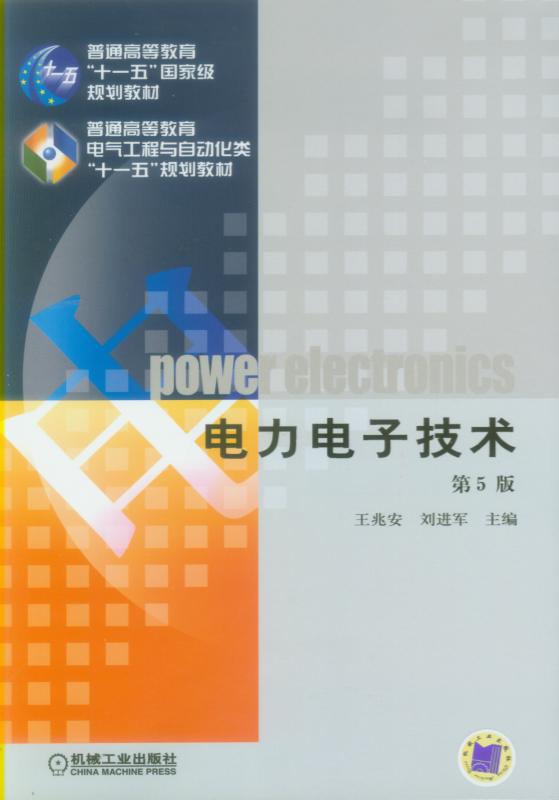 普通高等教育
“十一五”国家级
规划教材
十一五
普通高等教育
电气工程与自动化类
“十一五”规划教材
power electronics
电力电子技术
第5版
王兆安 刘进军 主编
机械工业出版社
CHINA MACHINE PRESS